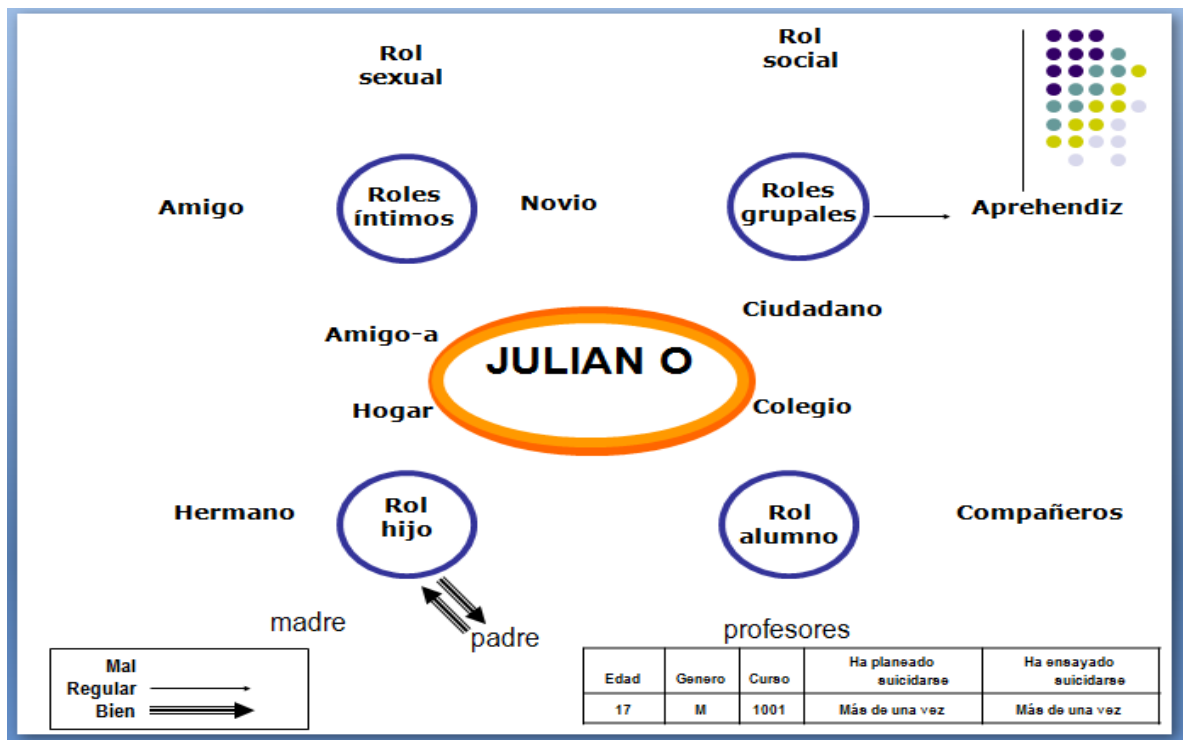 Rol
sexual
Rol
social
Amigo
Roles
íntimos
Novio
Roles
grupales
Aprehendiz
Amigo-a
Ciudadano
JULIAN O
Hogar
Colegio
Hermano
Rol
hijo
Rol
alumno
Compañeros
madre
padre
profesores
Mal
Regular
Bien
Edad Genero Curso Ha planeado suicidarse Ha ensayado suicidarse
17 M 1001 Más de una vez Más de una vez